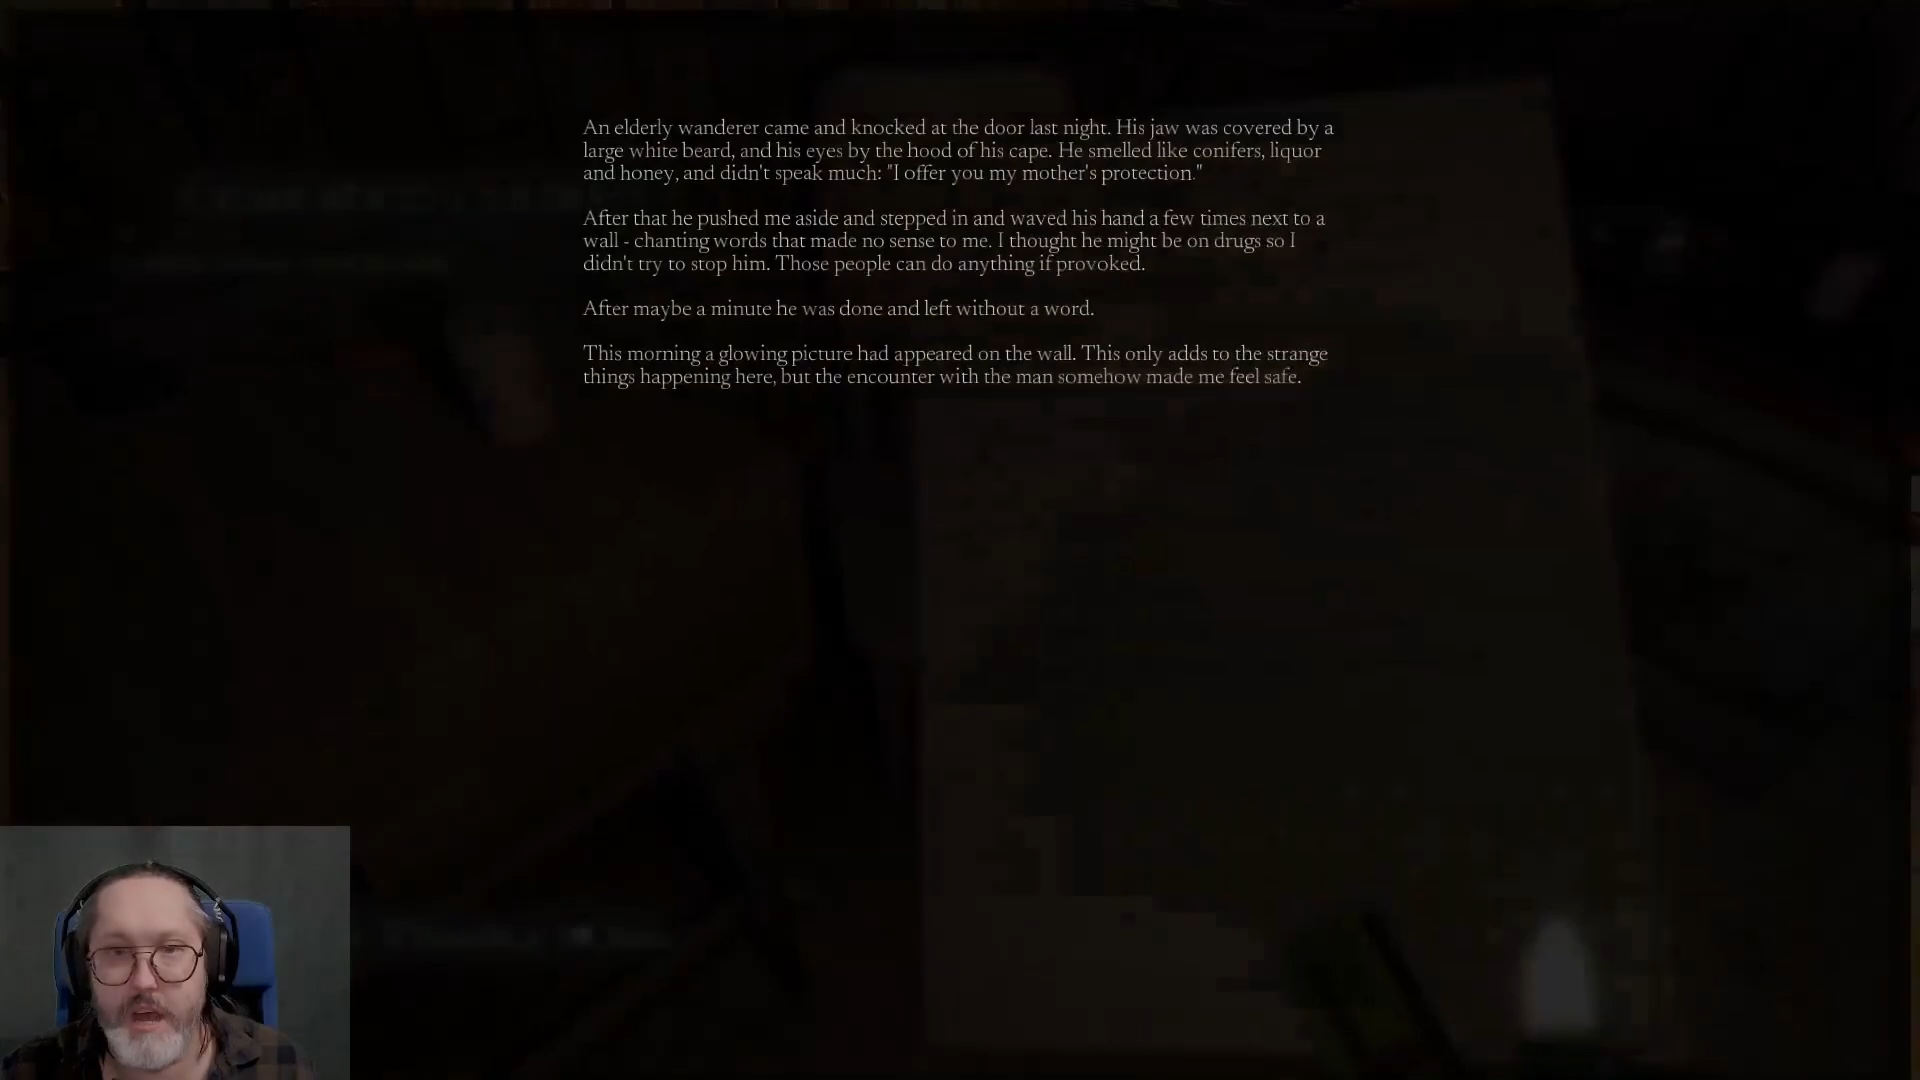 An elderly wanderer came and knocked at the door last night. His jaw was covered by a
large white beard, and his eyes by the hood of his cape. He smelled like conifers, liquor
and honey, and didn't speak much: "I offer you my mother's protection."
After that he pushed me aside and stepped in and waved his hand a few times next to a
wall - chanting words that made no sense to me. I thought he might be on drugs so I
didn't try to stop him. Those people can do anything if provoked.
After maybe a minute he was done and left without a word.
This morning a glowing picture had appeared on the wall. This only adds to the strange
things happening here, but the encounter with the man somehow made me feel safe.